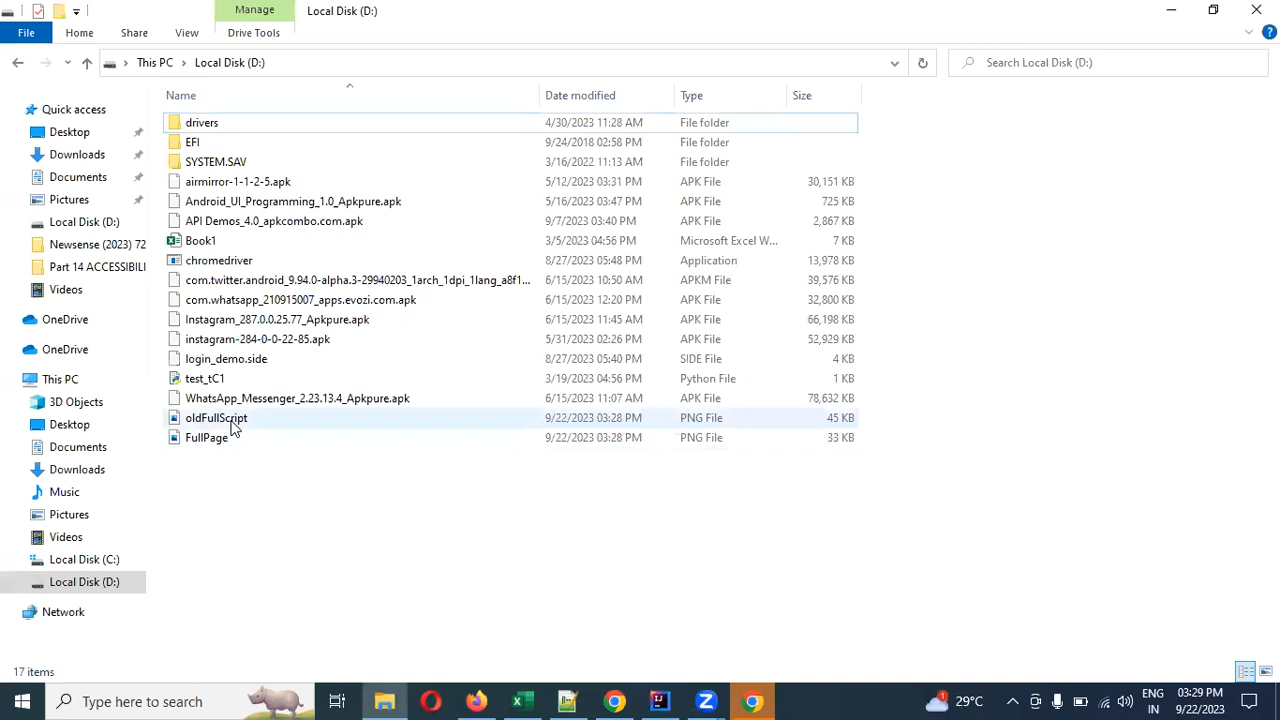 Manage
Local Disk (D:)
File
Home
Share
View
Drive Tools
This PC
Local Disk (D:)
Search Local Disk (D:)
Name
Date modified
Type
Size
Quick access
Desktop
Downloads
Documents
Pictures
Local Disk (D:)
Newsense (2023) 72
Part 14 ACCESSIBILI
Videos
OneDrive
OneDrive
This PC
3D Objects
Desktop
Documents
Downloads
Music
Pictures
Videos
Local Disk (C:)
Local Disk (D:)
Network
drivers 4/30/2023 11:28 AM File folder
EFI 9/24/2018 02:58 PM File folder
SYSTEM.SAV 3/16/2022 11:13 AM File folder
airmirror-1-1-2-5.apk 5/12/2023 03:31 PM APK File 30,151 KB
Android_UI_Programming_1.0_Apkpure.apk 5/16/2023 03:47 PM APK File 725 KB
API Demos_4.0_apkcombo.com.apk 9/7/2023 03:40 PM APK File 2,867 KB
Book1 3/5/2023 04:56 PM Microsoft Excel W... 7 KB
chromedriver 8/27/2023 05:48 PM Application 13,978 KB
com.twitter.android_9.94.0-alpha.3-29940203_1arch_1dpi_1lang_a8f1... 6/15/2023 10:50 AM APKM File 39,576 KB
com.whatsapp_210915007_apps.evozi.com.apk 6/15/2023 12:20 PM APK File 32,800 KB
Instagram_287.0.0.25.77_Apkpure.apk 6/15/2023 11:45 AM APK File 66,198 KB
instagram-284-0-0-22-85.apk 5/31/2023 02:26 PM APK File 52,929 KB
login_demo.side 8/27/2023 05:40 PM SIDE File 4 KB
test_tC1 3/19/2023 04:56 PM Python File 1 KB
WhatsApp_Messenger_2.23.13.4_Apkpure.apk 6/15/2023 11:07 AM APK File 78,632 KB
oldFullScript 9/22/2023 03:28 PM PNG File 45 KB
FullPage 9/22/2023 03:28 PM PNG File 33 KB
17 items
Type here to search
29°C
ENG
IN
03:29 PM
9/22/2023